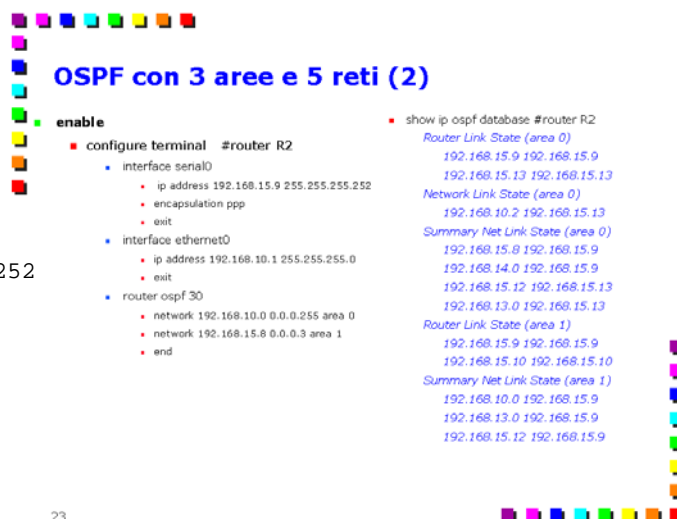 OSPF con 3 aree e 5 reti (2)
enable
configure terminal #router R2
interface serial0
ip address 192.168.15.9 255.255.255.252
encapsulation ppp
exit
interface ethernet0
ip address 192.168.10.1 255.255.255.0
exit
router ospf 30
network 192.168.10.0 0.0.0.255 area 0
network 192.168.15.8 0.0.0.3 area 1
end
252
show ip ospf database #router R2
Router Link State (area 0)
192.168.15.9 192.168.15.9
192.168.15.13 192.168.15.13
Network Link State (area 0)
192.168.10.2 192.168.15.13
Summary Net Link State (area 0)
192.168.15.8 192.168.15.9
192.168.14.0 192.168.15.9
192.168.15.12 192.168.15.13
192.168.13.0 192.168.15.13
Router Link State (area 1)
192.168.15.9 192.168.15.9
192.168.15.10 192.168.15.10
Summary Net Link State (area 1)
192.168.10.0 192.168.15.9
192.168.13.0 192.168.15.9
192.168.15.12 192.168.15.9
23